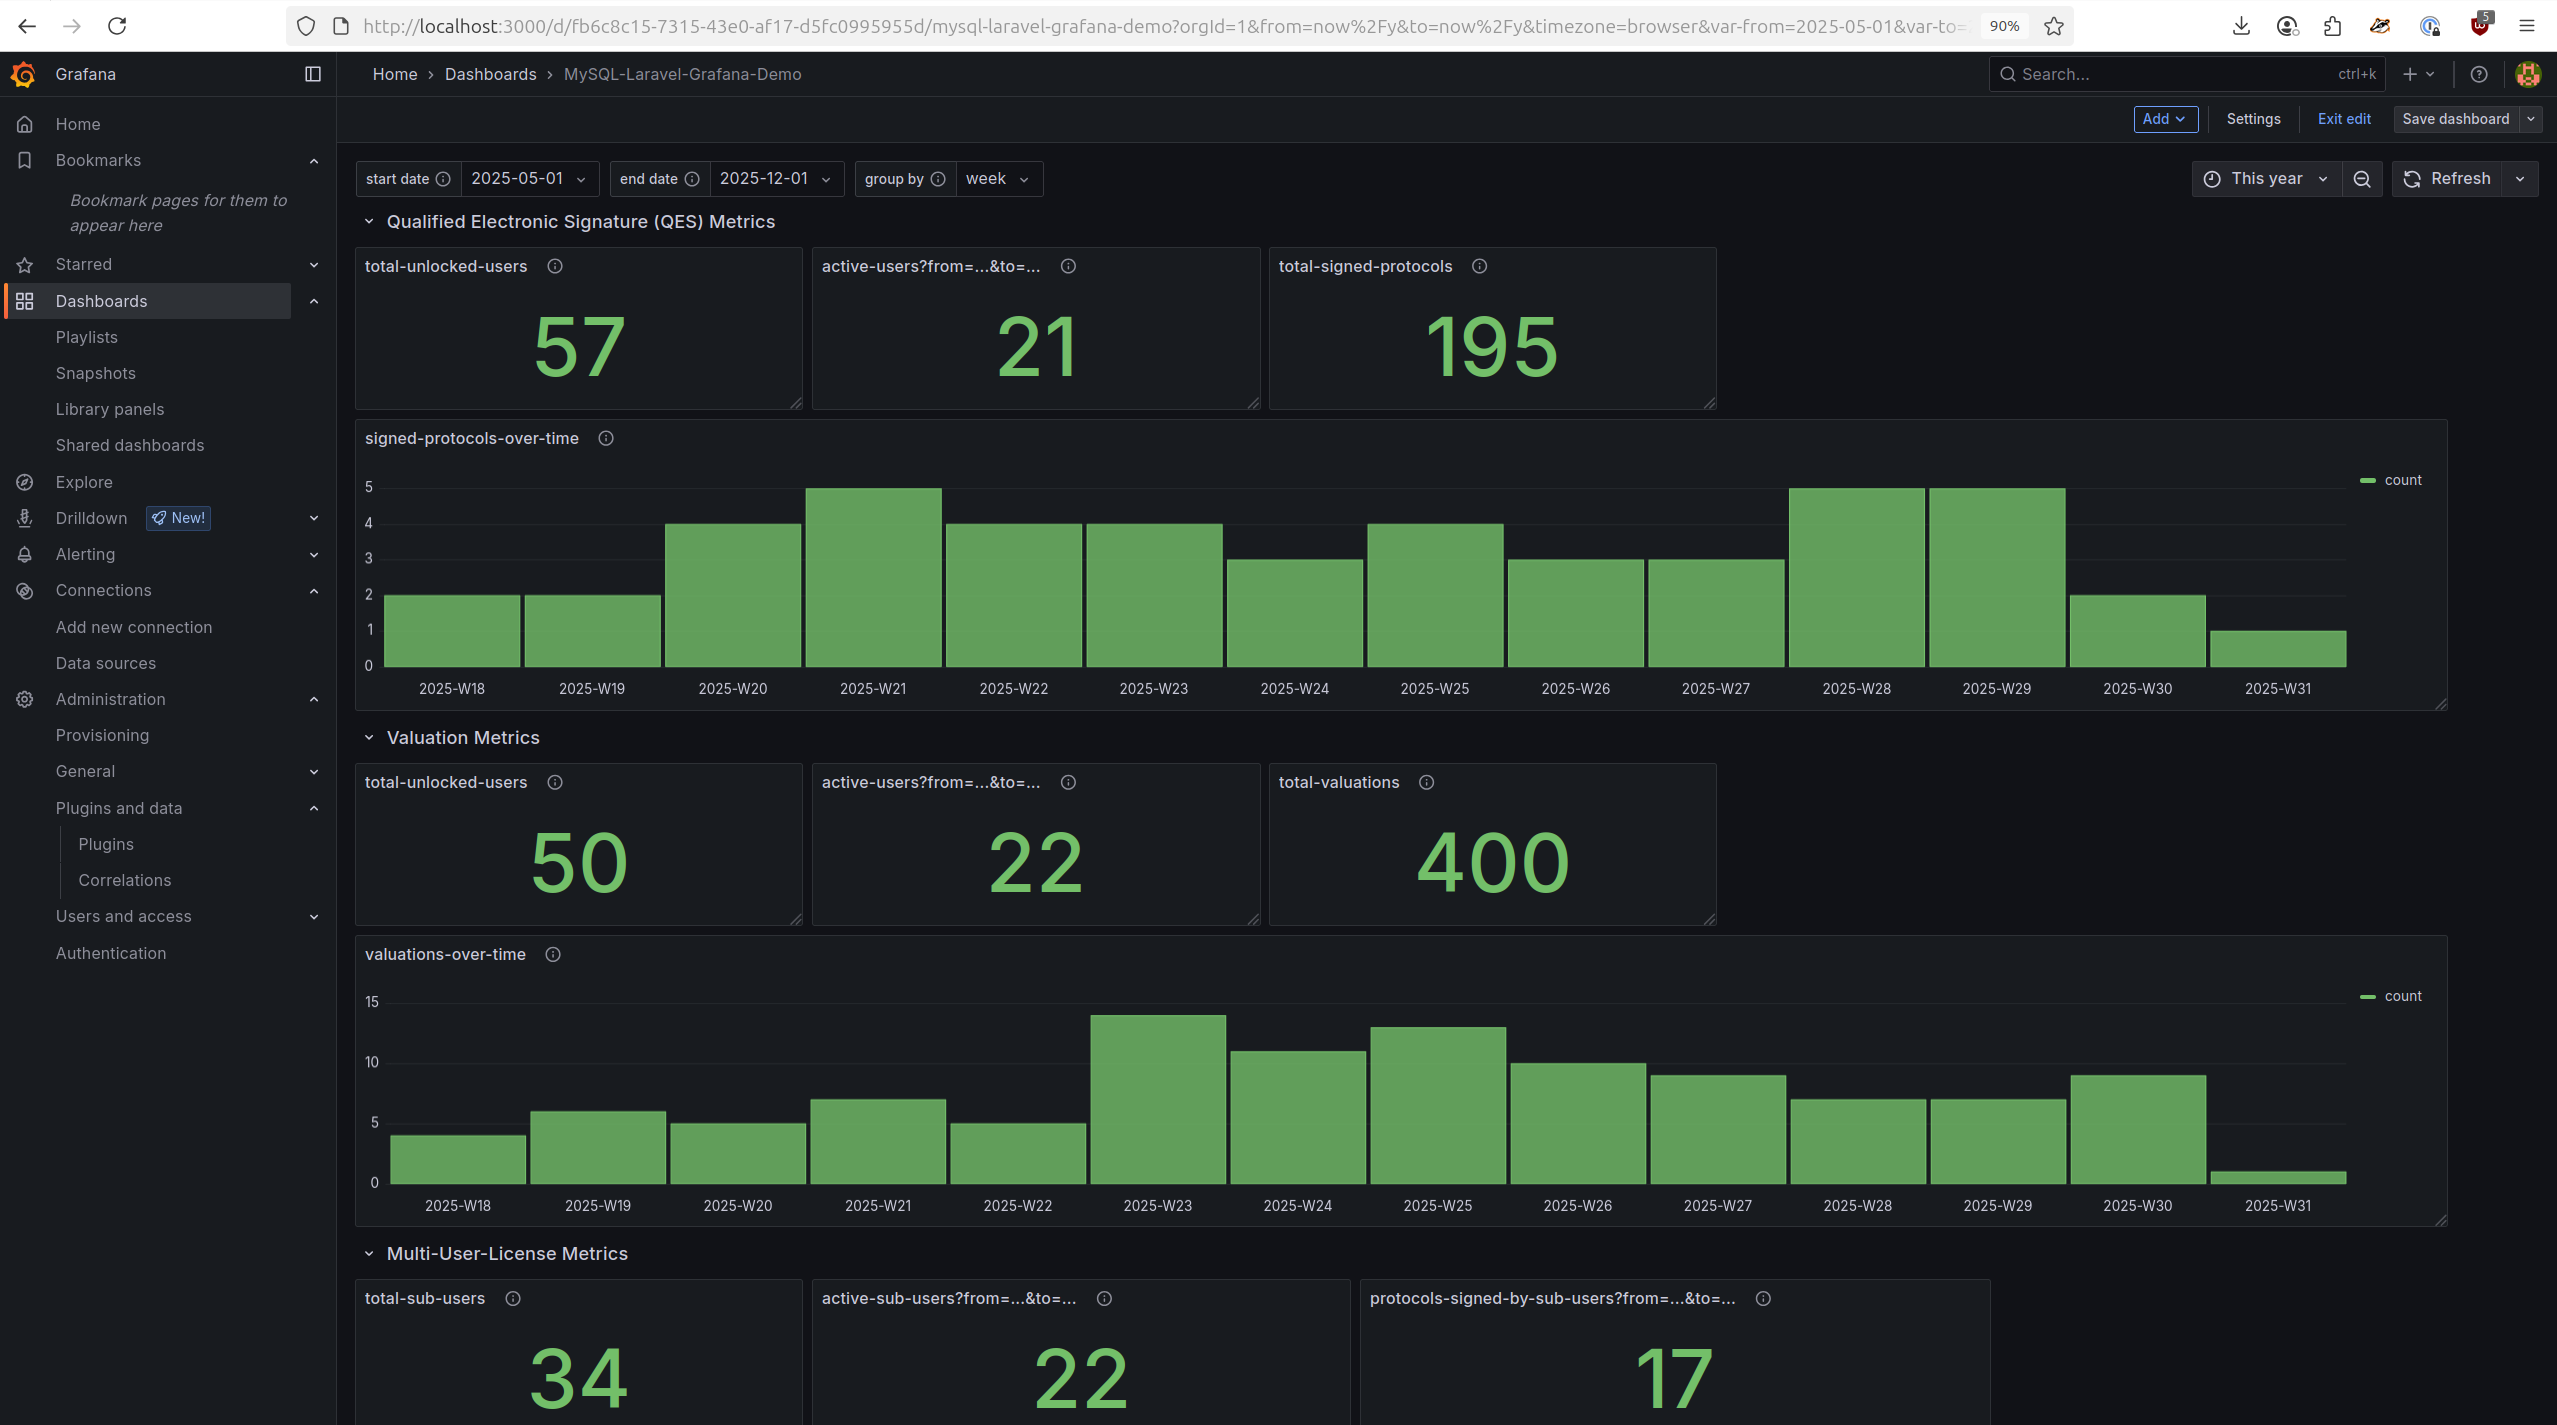 http://localhost:3000/d/fb6c8c15-7315-43e0-af17-d5fc0995955d/mysql-laravel-grafana-demo?orgId=1&from=now%2Fy&to=now%2Fy&timezone=browser&var-from=2025-05-01&var-to= 90% 5
Grafana
Home › Dashboards › MySQL-Laravel-Grafana-Demo
Search... ctrl+k
Add Settings Exit edit Save dashboard
Home
Bookmarks
Bookmark pages for them to
appear here
Starred
Dashboards
Playlists
Snapshots
Library panels
Shared dashboards
Explore
Drilldown New!
Alerting
Connections
Add new connection
Data sources
Administration
Provisioning
General
Plugins and data
Plugins
Correlations
Users and access
Authentication
start date 2025-05-01 end date 2025-12-01 group by week
This year Refresh
Qualified Electronic Signature (QES) Metrics
total-unlocked-users
57
active-users?from=...&to=...
21
total-signed-protocols
195
signed-protocols-over-time
5
4
3
2
1
0
2025-W18 2025-W19 2025-W20 2025-W21 2025-W22 2025-W23 2025-W24 2025-W25 2025-W26 2025-W27 2025-W28 2025-W29 2025-W30 2025-W31
count
Valuation Metrics
total-unlocked-users
50
active-users?from=...&to=...
22
total-valuations
400
valuations-over-time
15
10
5
0
2025-W18 2025-W19 2025-W20 2025-W21 2025-W22 2025-W23 2025-W24 2025-W25 2025-W26 2025-W27 2025-W28 2025-W29 2025-W30 2025-W31
count
Multi-User-License Metrics
total-sub-users
34
active-sub-users?from=...&to=...
22
protocols-signed-by-sub-users?from=...&to=...
17